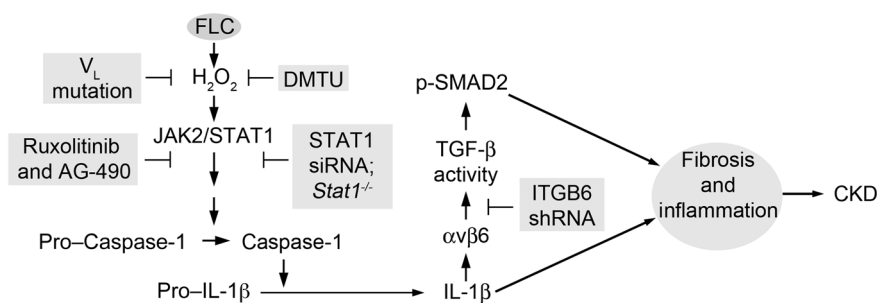 FLC
V_L
mutation
H₂O₂
DMTU
Ruxolitinib
and AG-490
JAK2/STAT1
STAT1
siRNA;
Stat1⁻/⁻
Pro–Caspase-1
Caspase-1
Pro–IL-1β
IL-1β
αvβ6
ITGB6
shRNA
TGF-β
activity
p-SMAD2
Fibrosis
and
inflammation
CKD